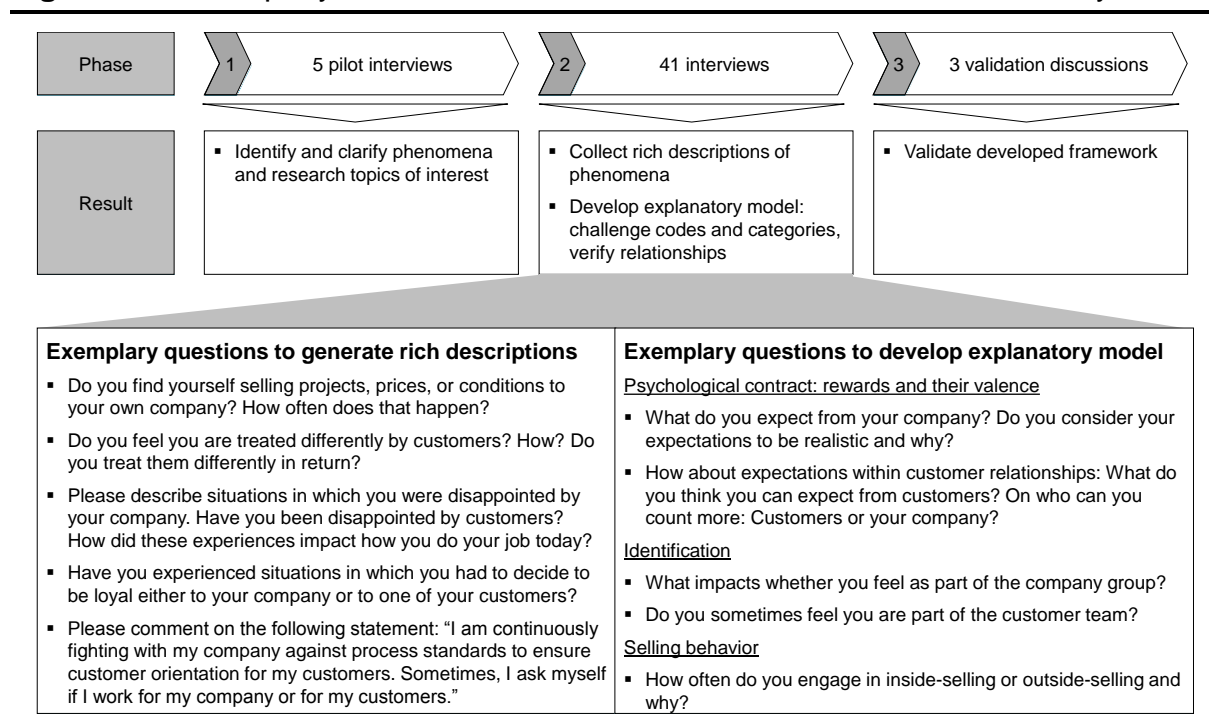 Phase
1
5 pilot interviews
2
41 interviews
3
3 validation discussions
Result
▪ Identify and clarify phenomena
and research topics of interest
▪ Collect rich descriptions of
phenomena
▪ Develop explanatory model:
challenge codes and categories,
verify relationships
▪ Validate developed framework
Exemplary questions to generate rich descriptions
▪ Do you find yourself selling projects, prices, or conditions to
your own company? How often does that happen?
▪ Do you feel you are treated differently by customers? How? Do
you treat them differently in return?
▪ Please describe situations in which you were disappointed by
your company. Have you been disappointed by customers?
How did these experiences impact how you do your job today?
▪ Have you experienced situations in which you had to decide to
be loyal either to your company or to one of your customers?
▪ Please comment on the following statement: “I am continuously
fighting with my company against process standards to ensure
customer orientation for my customers. Sometimes, I ask myself
if I work for my company or for my customers.”
Exemplary questions to develop explanatory model
Psychological contract: rewards and their valence
▪ What do you expect from your company? Do you consider your
expectations to be realistic and why?
▪ How about expectations within customer relationships: What do
you think you can expect from customers? On who can you
count more: Customers or your company?
Identification
▪ What impacts whether you feel as part of the company group?
▪ Do you sometimes feel you are part of the customer team?
Selling behavior
▪ How often do you engage in inside-selling or outside-selling and
why?